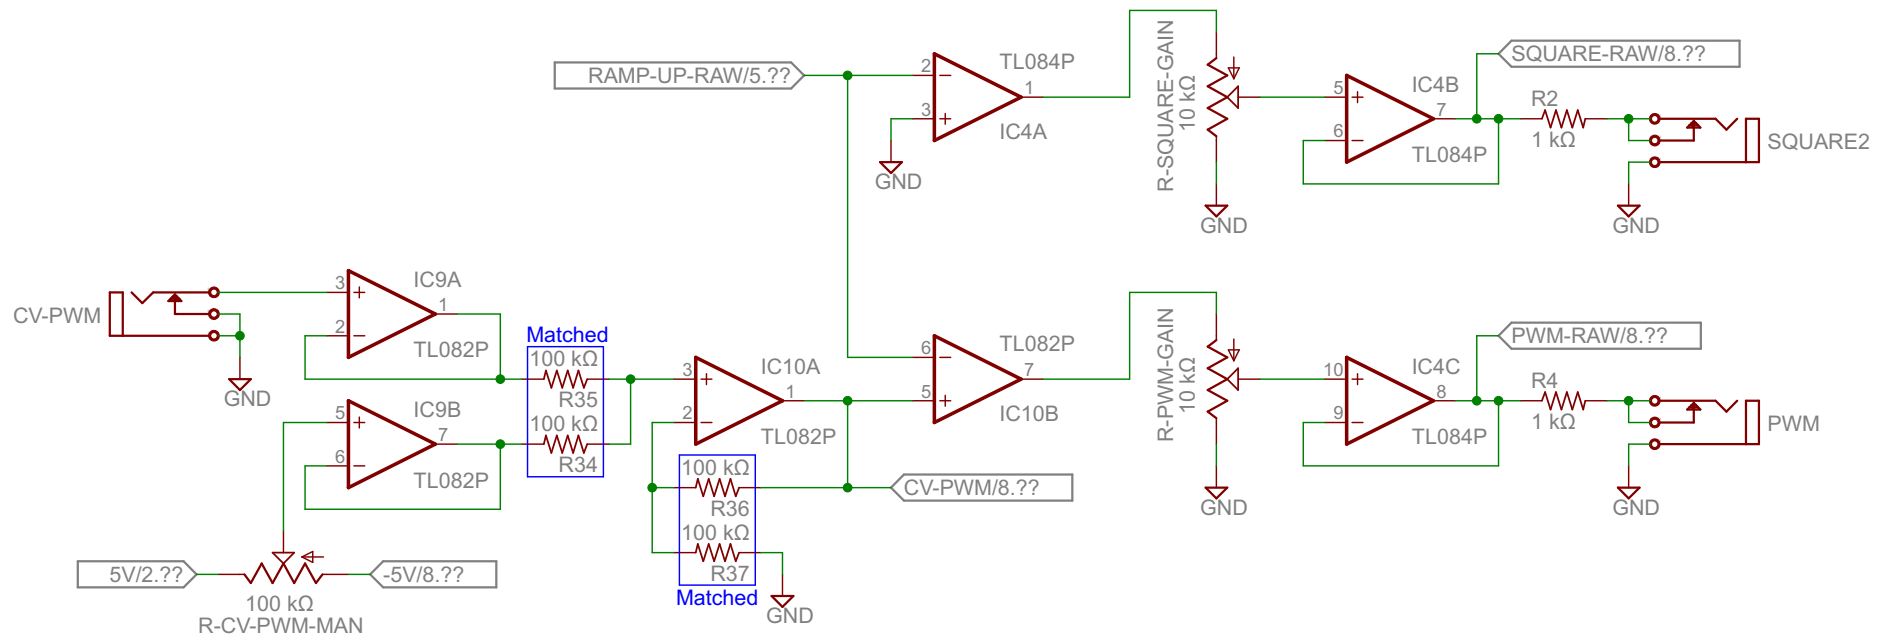 RAMP-UP-RAW/5.??
2
3
TL084P
1
IC4A
GND
R-SQUARE-GAIN
10 kΩ
GND
5
6
IC4B
7
TL084P
SQUARE-RAW/8.??
R2
1 kΩ
SQUARE2
GND
CV-PWM
GND
3
2
IC9A
1
TL082P
5
6
IC9B
7
TL082P
5V/2.??
-5V/8.??
100 kΩ
R-CV-PWM-MAN
Matched
100 kΩ
R35
100 kΩ
R34
3
2
IC10A
1
TL082P
100 kΩ
R36
100 kΩ
R37
Matched
GND
CV-PWM/8.??
6
5
TL082P
7
IC10B
R-PWM-GAIN
10 kΩ
GND
10
9
IC4C
8
TL084P
PWM-RAW/8.??
R4
1 kΩ
PWM
GND